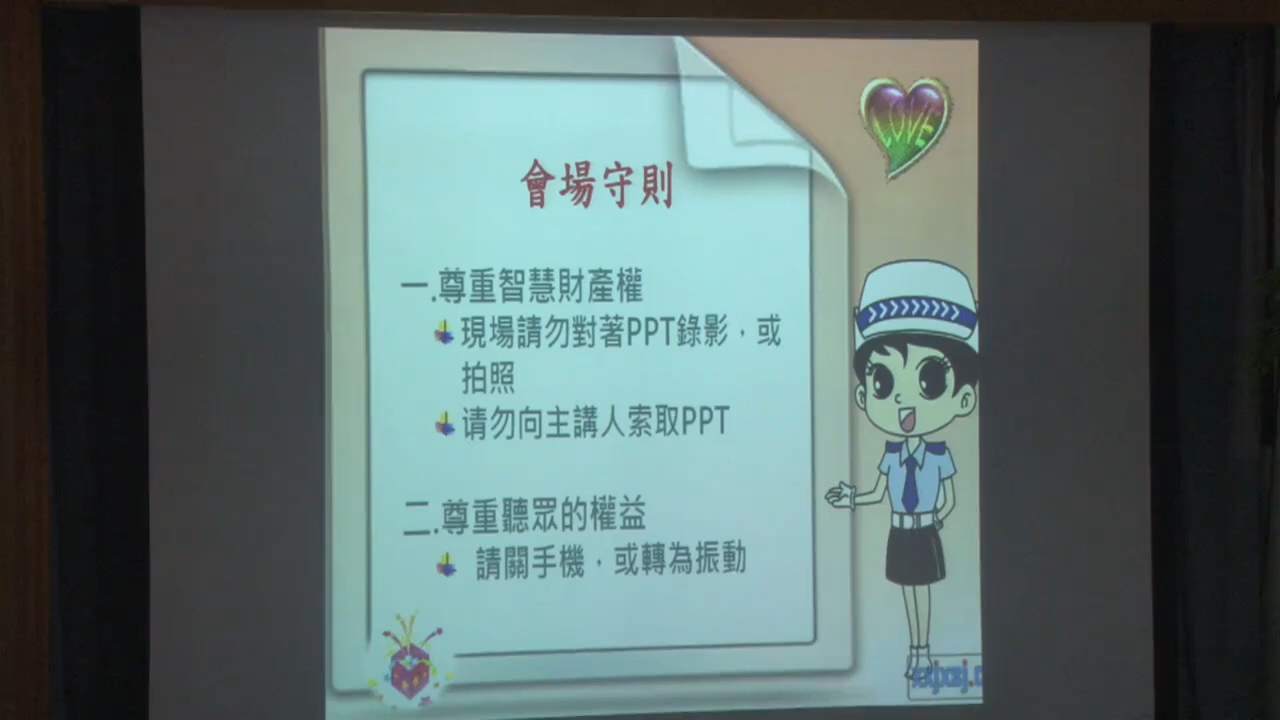 LOVE
會場守則
一.尊重智慧財產權
現場請勿對著PPT錄影，或
拍照
请勿向主講人索取PPT
二.尊重聽眾的權益
請關手機，或轉為振動